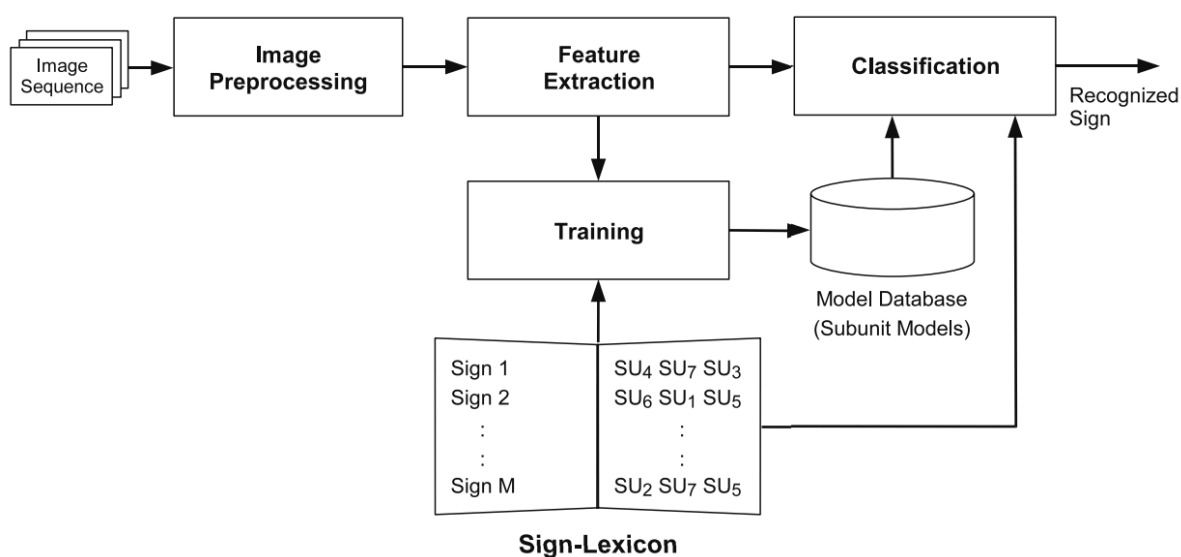 Image
Sequence
Image
Preprocessing
Feature
Extraction
Classification
Recognized
Sign
Training
Model Database
(Subunit Models)
Sign 1 SU₄ SU₇ SU₃
Sign 2 SU₆ SU₁ SU₅
⋮ ⋮
⋮ ⋮
Sign M SU₂ SU₇ SU₅
Sign-Lexicon